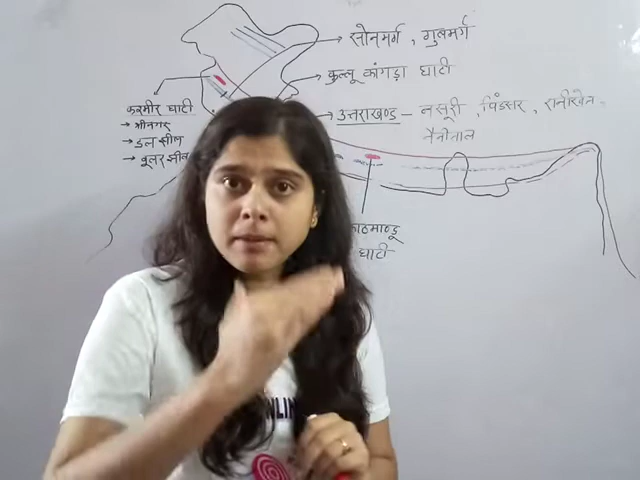 सोनमर्ग , गुलमर्ग
कुल्लू कांगड़ा घाटी
कश्मीर घाटी
→ श्रीनगर
→ डल झील
→ वूलर झील
उत्तराखण्ड – मसूरी , पिंडार , रानीखेत ,
नैनीताल
काठमाण्डू
घाटी